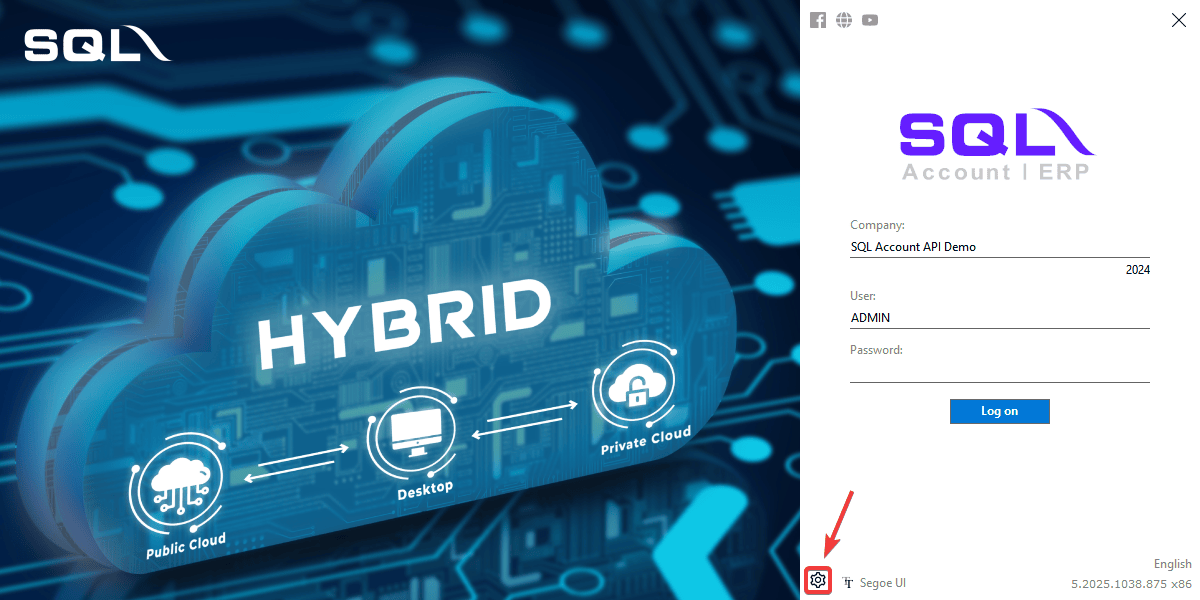 SQL
HYBRID
Public Cloud
Desktop
Private Cloud
SQL
Account | ERP
Company:
SQL Account API Demo
2024
User:
ADMIN
Password:
Log on
English
Segoe UI
5.2025.1038.875 x86